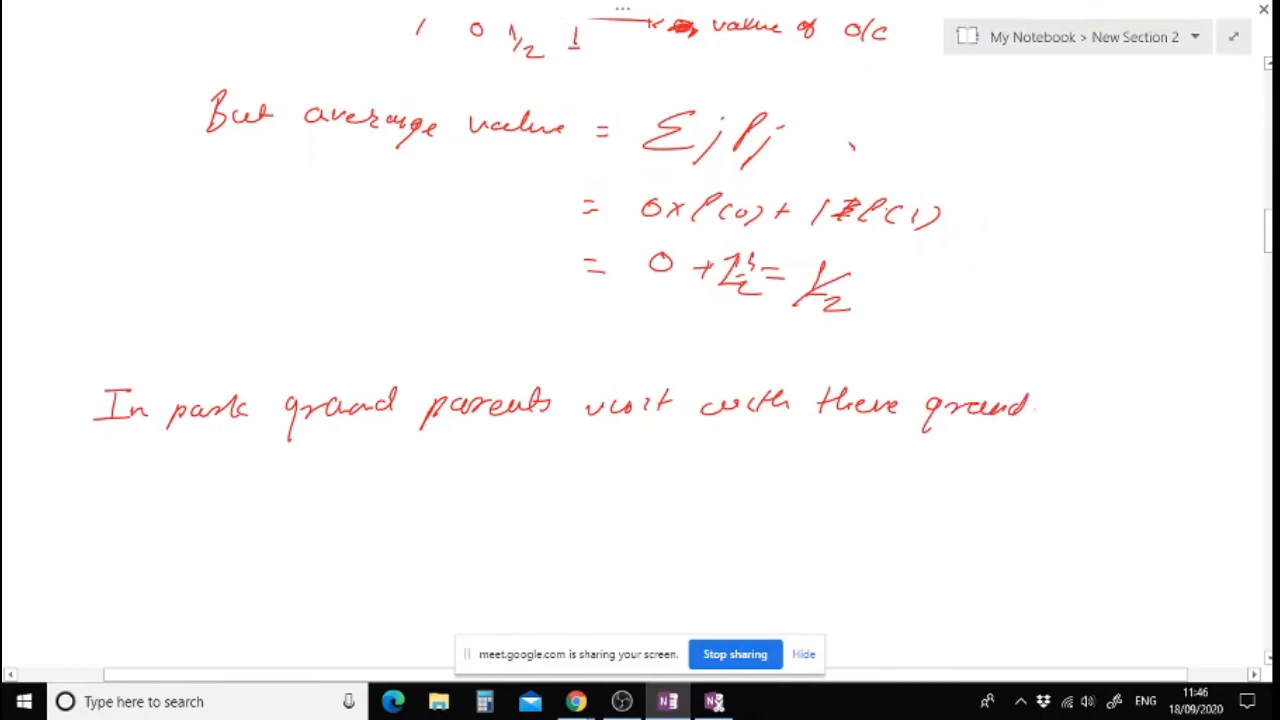 1 0 1/2 1 value of O/C
My Notebook > New Section 2
But average value = Σ j Pj
= 0 x P(0) + 1 P(1)
= 0 + = 1/2
In park grand parents visit with there grand
meet.google.com is sharing your screen. Stop sharing Hide
Type here to search
ENG
11:46
18/09/2020